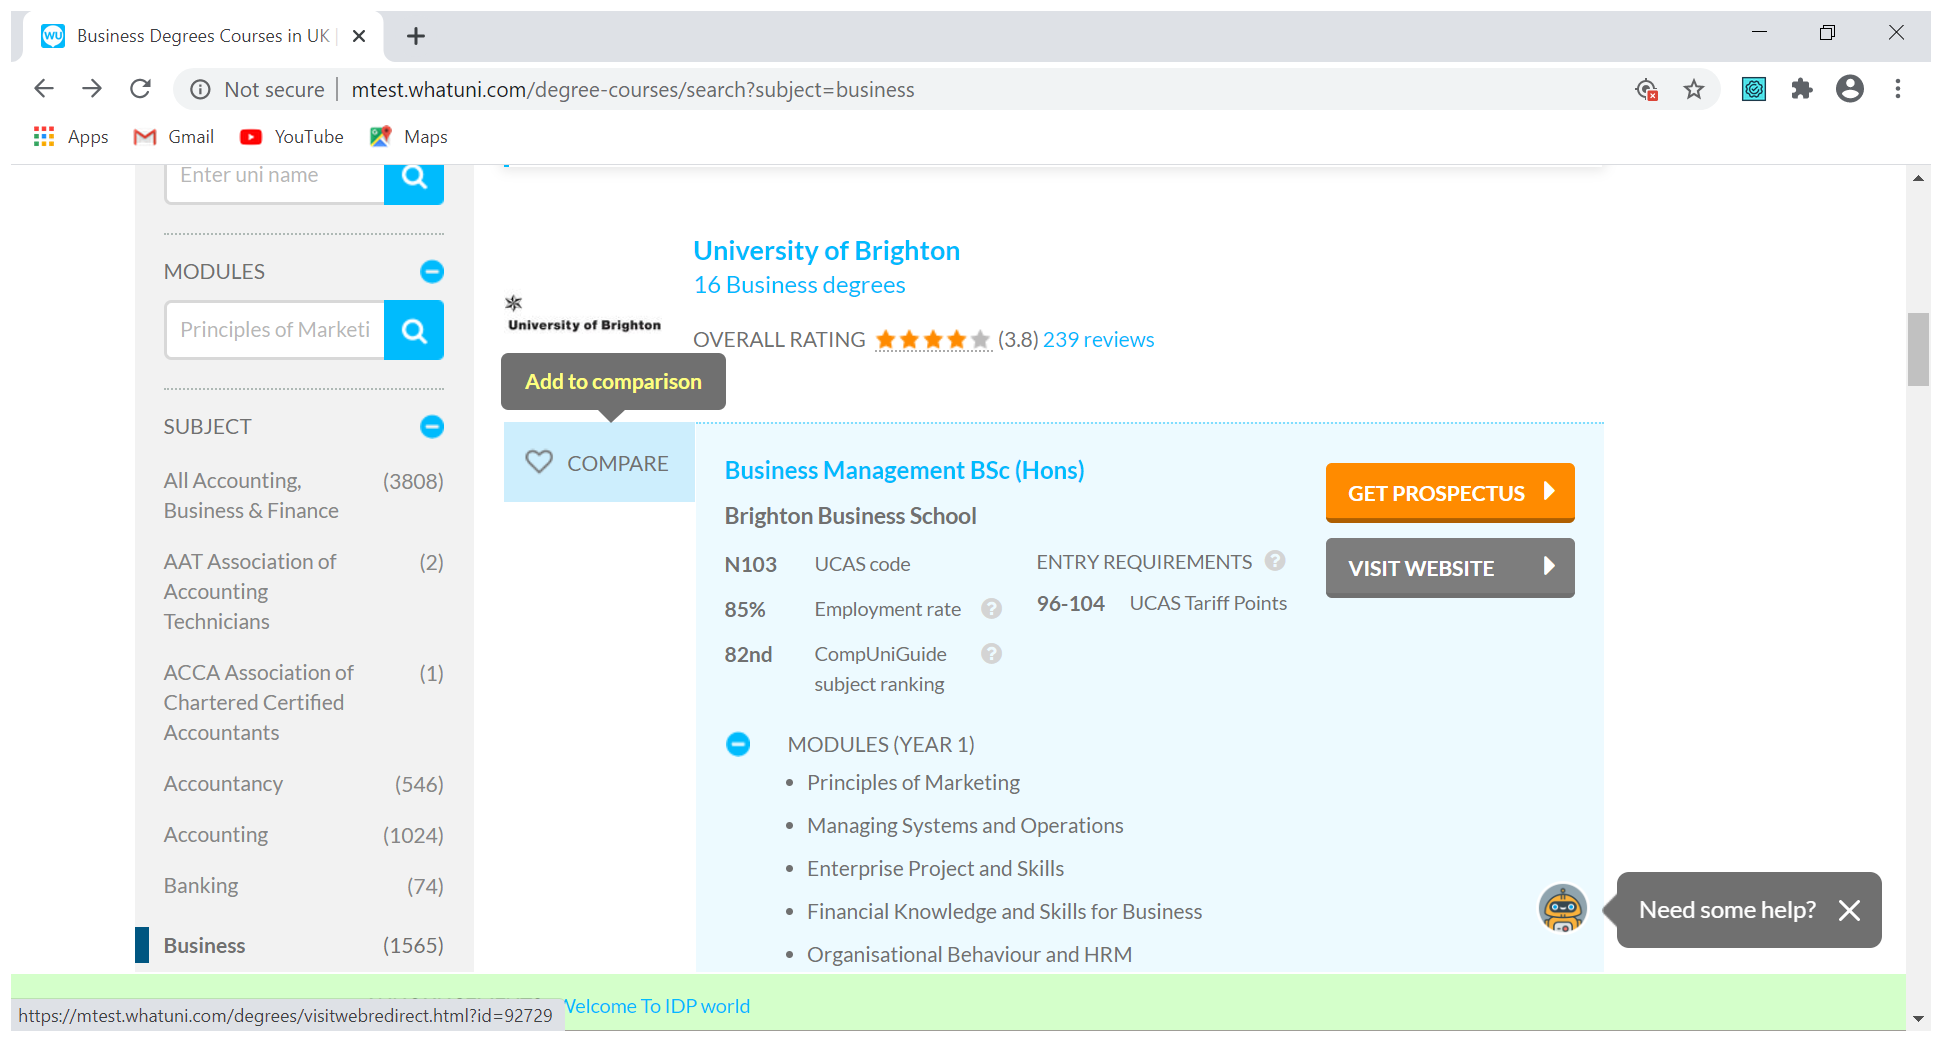 WU Business Degrees Courses in UK
Not secure | mtest.whatuni.com/degree-courses/search?subject=business
Apps Gmail YouTube Maps
Enter uni name
MODULES
Principles of Marketi
SUBJECT
All Accounting, (3808)
Business & Finance
AAT Association of (2)
Accounting
Technicians
ACCA Association of (1)
Chartered Certified
Accountants
Accountancy (546)
Accounting (1024)
Banking (74)
Business (1565)
University of Brighton
16 Business degrees
University of Brighton
OVERALL RATING (3.8) 239 reviews
Add to comparison
COMPARE
Business Management BSc (Hons)
Brighton Business School
N103 UCAS code
85% Employment rate ?
82nd CompUniGuide ?
subject ranking
ENTRY REQUIREMENTS ?
96-104 UCAS Tariff Points
GET PROSPECTUS
VISIT WEBSITE
MODULES (YEAR 1)
• Principles of Marketing
• Managing Systems and Operations
• Enterprise Project and Skills
• Financial Knowledge and Skills for Business
• Organisational Behaviour and HRM
Need some help?
Welcome To IDP world
https://mtest.whatuni.com/degrees/visitwebredirect.html?id=92729